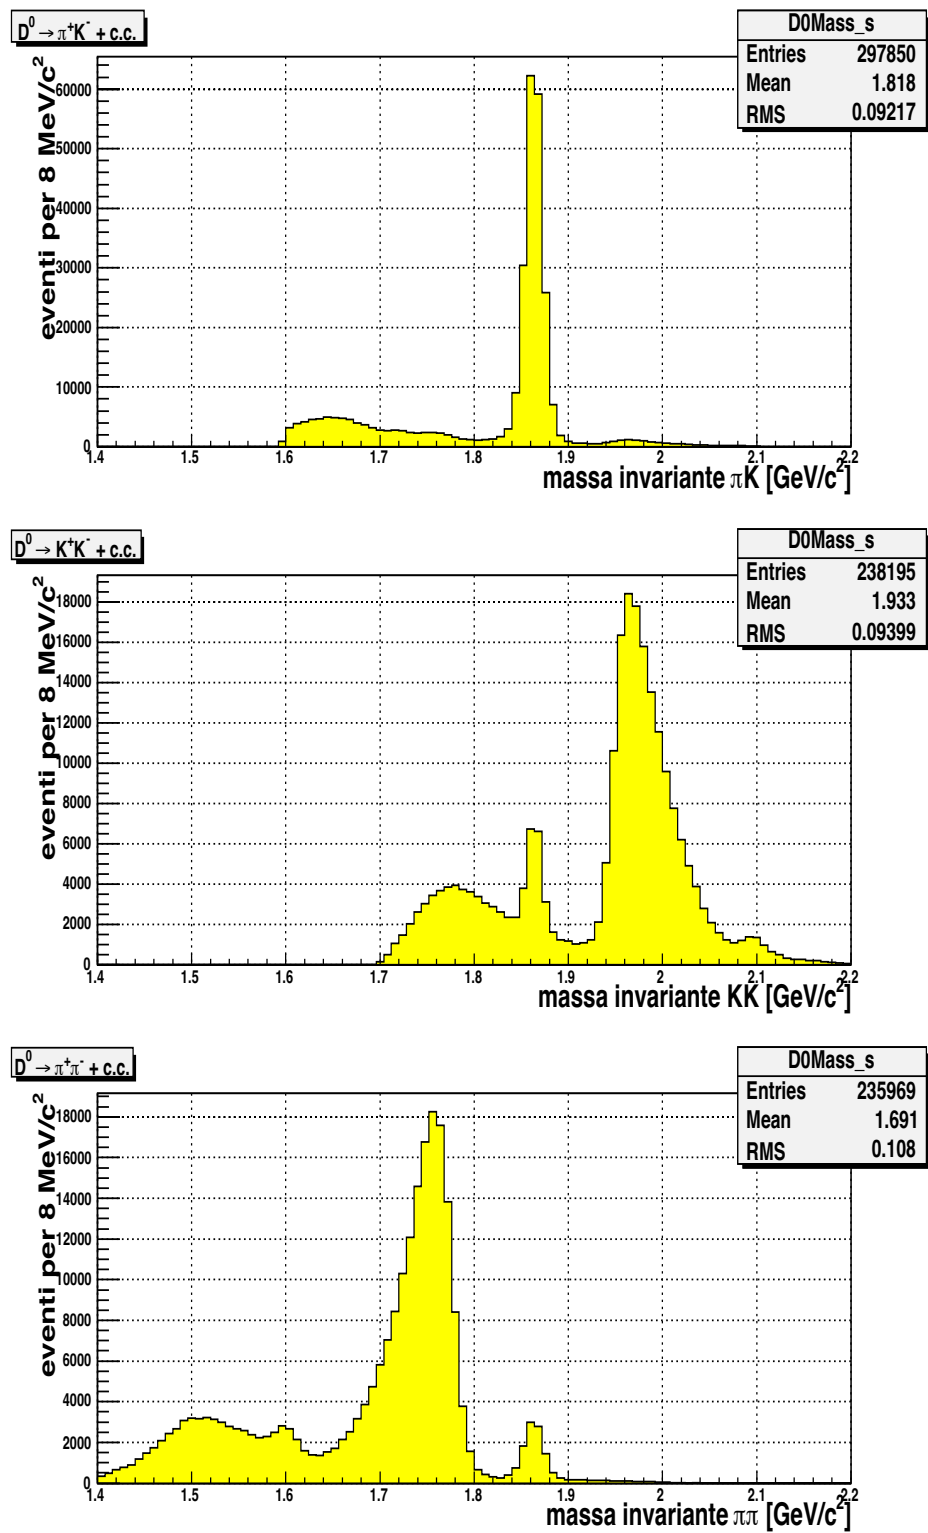 D⁰ → π⁺K⁻ + c.c.
D0Mass_s
Entries 297850
Mean 1.818
RMS 0.09217
eventi per 8 MeV/c²
60000
50000
40000
30000
20000
10000
0
1.4 1.5 1.6 1.7 1.8 1.9 2 2.1 2.2
massa invariante πK [GeV/c²]
D⁰ → K⁺K⁻ + c.c.
D0Mass_s
Entries 238195
Mean 1.933
RMS 0.09399
eventi per 8 MeV/c²
18000
16000
14000
12000
10000
8000
6000
4000
2000
0
1.4 1.5 1.6 1.7 1.8 1.9 2 2.1 2.2
massa invariante KK [GeV/c²]
D⁰ → π⁺π⁻ + c.c.
D0Mass_s
Entries 235969
Mean 1.691
RMS 0.108
eventi per 8 MeV/c²
18000
16000
14000
12000
10000
8000
6000
4000
2000
0
1.4 1.5 1.6 1.7 1.8 1.9 2 2.1 2.2
massa invariante ππ [GeV/c²]